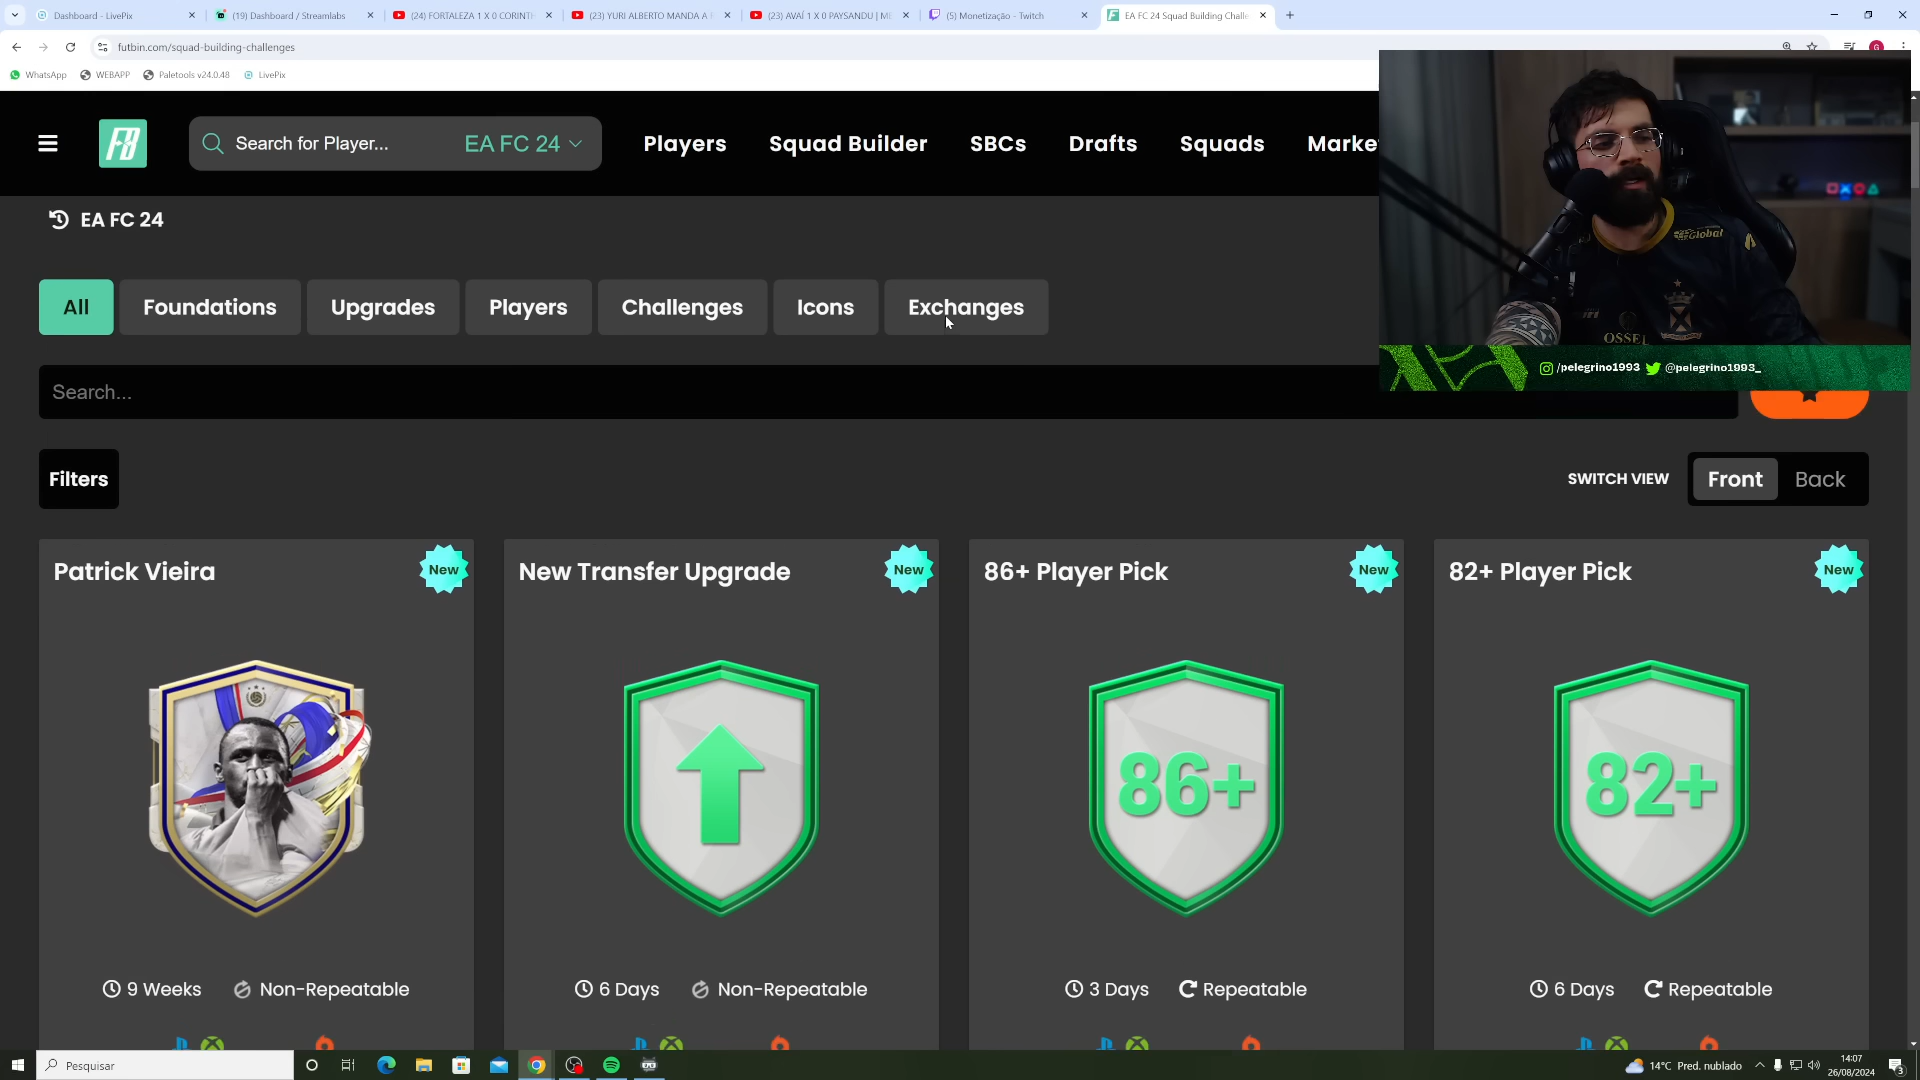 Dashboard - LivePix
(19) Dashboard / Streamlabs
(24) FORTALEZA 1 X 0 CORINTH
(23) YURI ALBERTO MANDA A
(23) AVAÍ 1 X 0 PAYSANDU | M
(5) Monetização - Twitch
EA FC 24 Squad Building Challe
futbin.com/squad-building-challenges
WhatsApp
WEBAPP
Paletools v24.0.48
LivePix
F8
Search for Player...
EA FC 24
Players
Squad Builder
SBCs
Drafts
Squads
Marke
EA FC 24
All
Foundations
Upgrades
Players
Challenges
Icons
Exchanges
Global
OSSEL
/pelegrino1993
@pelegrino1993_
Search...
Filters
SWITCH VIEW
Front
Back
Patrick Vieira
New
New Transfer Upgrade
New
86+ Player Pick
New
82+ Player Pick
New
86+
82+
9 Weeks
Non-Repeatable
6 Days
Non-Repeatable
3 Days
Repeatable
6 Days
Repeatable
Pesquisar
14°C Pred. nublado
14:07
26/08/2024
3